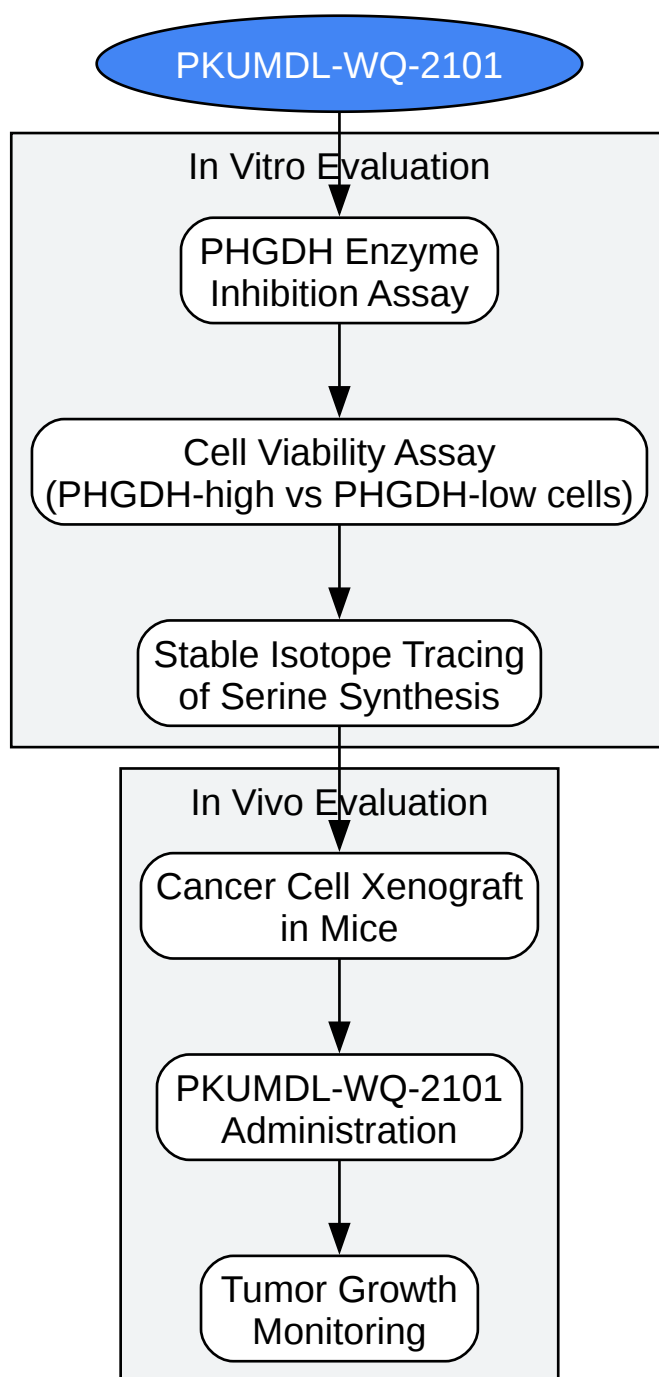 PKUMDL-WQ-2101
In Vitro Evaluation
PHGDH Enzyme
Inhibition Assay
Cell Viability Assay
(PHGDH-high vs PHGDH-low cells)
Stable Isotope Tracing
of Serine Synthesis
In Vivo Evaluation
Cancer Cell Xenograft
in Mice
PKUMDL-WQ-2101
Administration
Tumor Growth
Monitoring